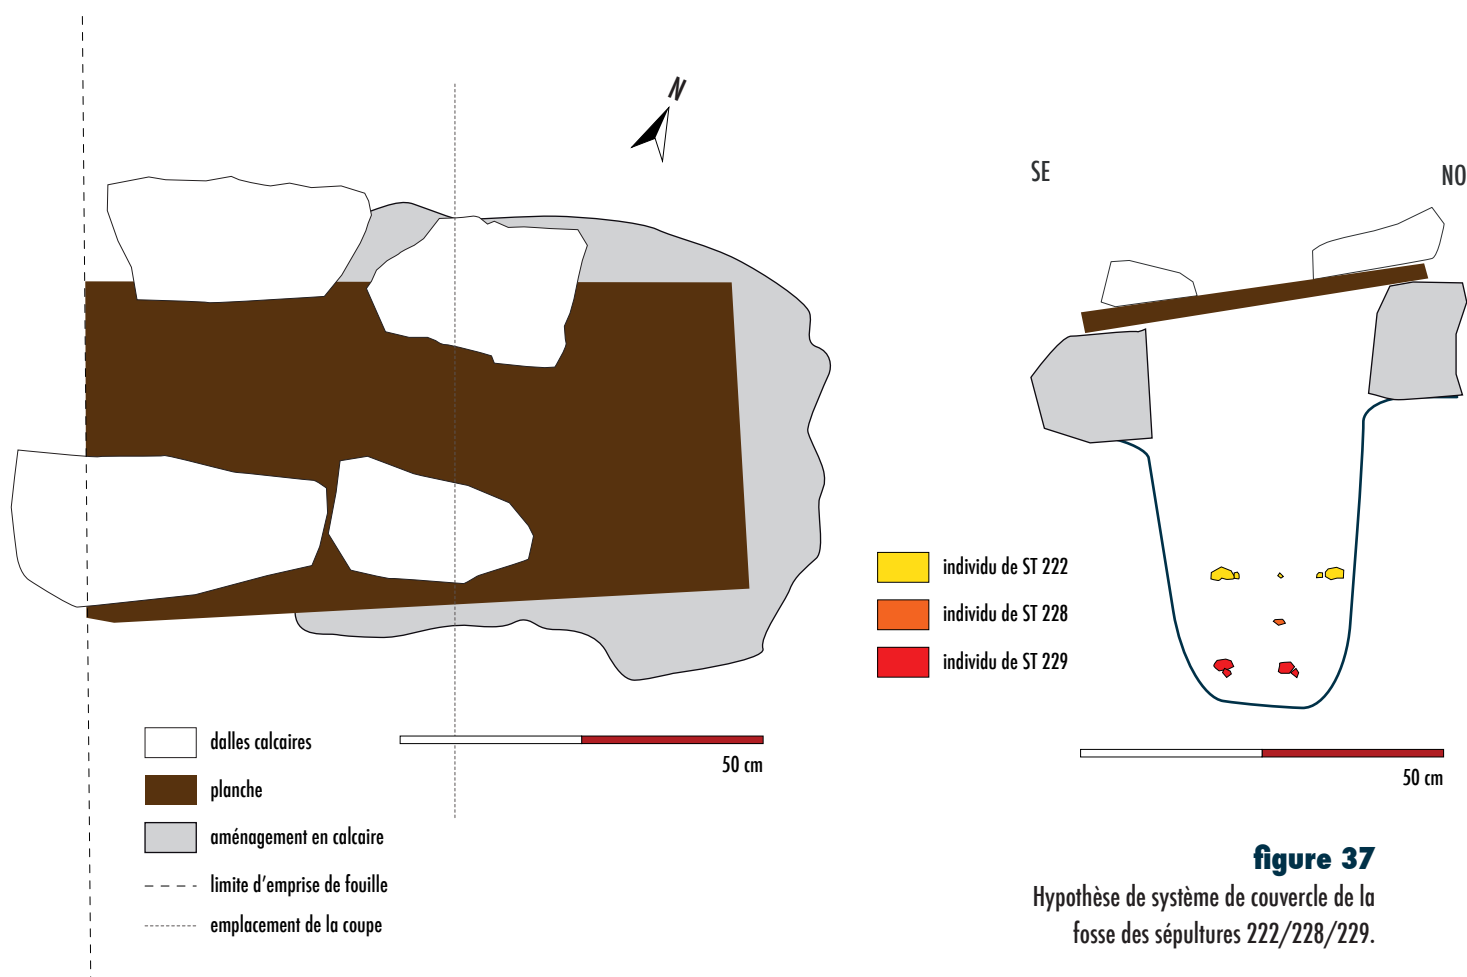 N
SE
NO
individu de ST 222
individu de ST 228
individu de ST 229
dalles calcaires
planche
aménagement en calcaire
limite d'emprise de fouille
emplacement de la coupe
50 cm
50 cm
figure 37
Hypothèse de système de couvercle de la
fosse des sépultures 222/228/229.